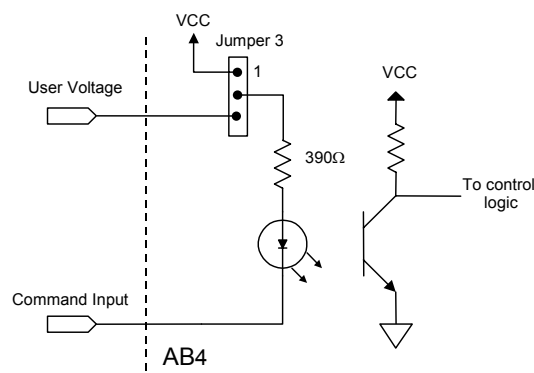 VCC
Jumper 3
1
User Voltage
VCC
390Ω
To control
logic
Command Input
AB4